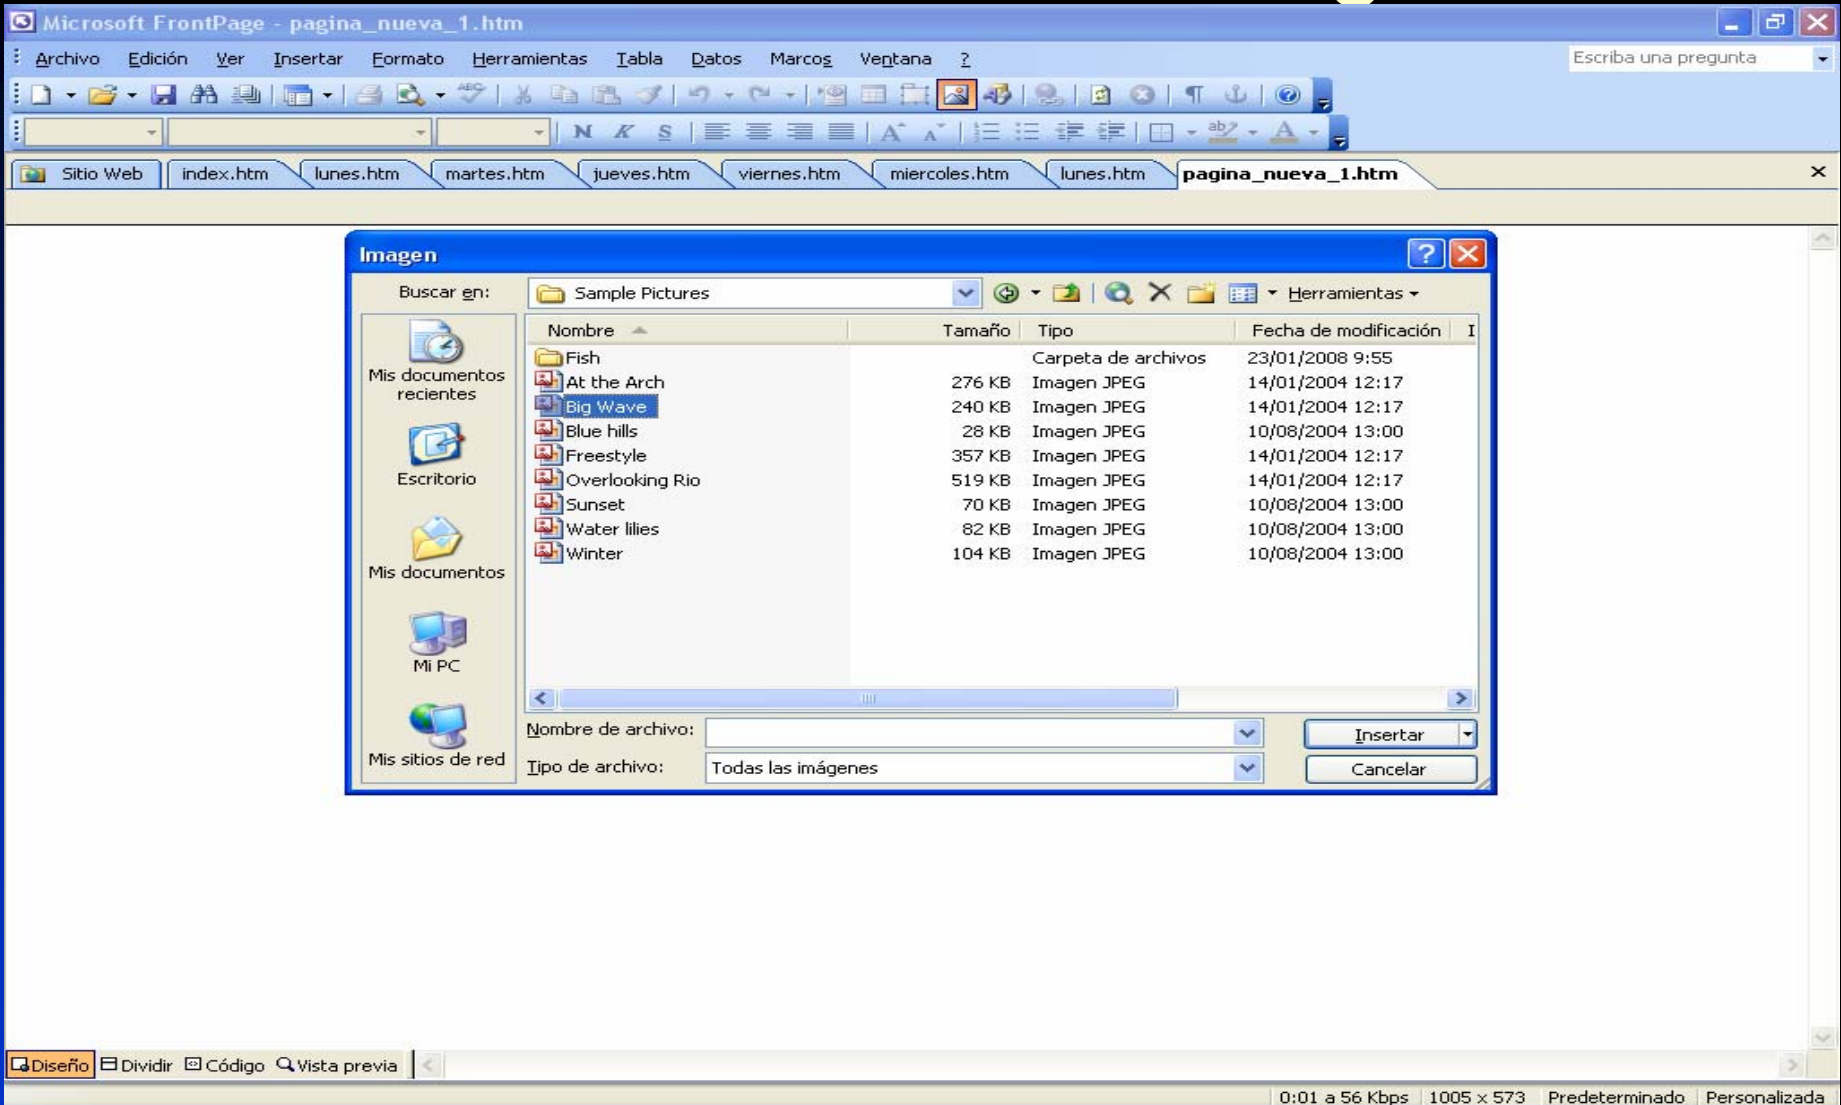 Microsoft FrontPage - pagina_nueva_1.htm
Archivo Edición Ver Insertar Formato Herramientas Tabla Datos Marcos Ventana ? Escriba una pregunta
N K S
Sitio Web index.htm lunes.htm martes.htm jueves.htm viernes.htm miercoles.htm lunes.htm pagina_nueva_1.htm
Imagen
Buscar en: Sample Pictures Herramientas
Nombre Tamaño Tipo Fecha de modificación I
Fish Carpeta de archivos 23/01/2008 9:55
At the Arch 276 KB Imagen JPEG 14/01/2004 12:17
Big Wave 240 KB Imagen JPEG 14/01/2004 12:17
Blue hills 28 KB Imagen JPEG 10/08/2004 13:00
Freestyle 357 KB Imagen JPEG 14/01/2004 12:17
Overlooking Rio 519 KB Imagen JPEG 14/01/2004 12:17
Sunset 70 KB Imagen JPEG 10/08/2004 13:00
Water lilies 82 KB Imagen JPEG 10/08/2004 13:00
Winter 104 KB Imagen JPEG 10/08/2004 13:00
Mis documentos
recientes
Escritorio
Mis documentos
Mi PC
Mis sitios de red
Nombre de archivo: Insertar
Tipo de archivo: Todas las imágenes Cancelar
Diseño Dividir Código Vista previa
0:01 a 56 Kbps 1005 x 573 Predeterminado Personalizada